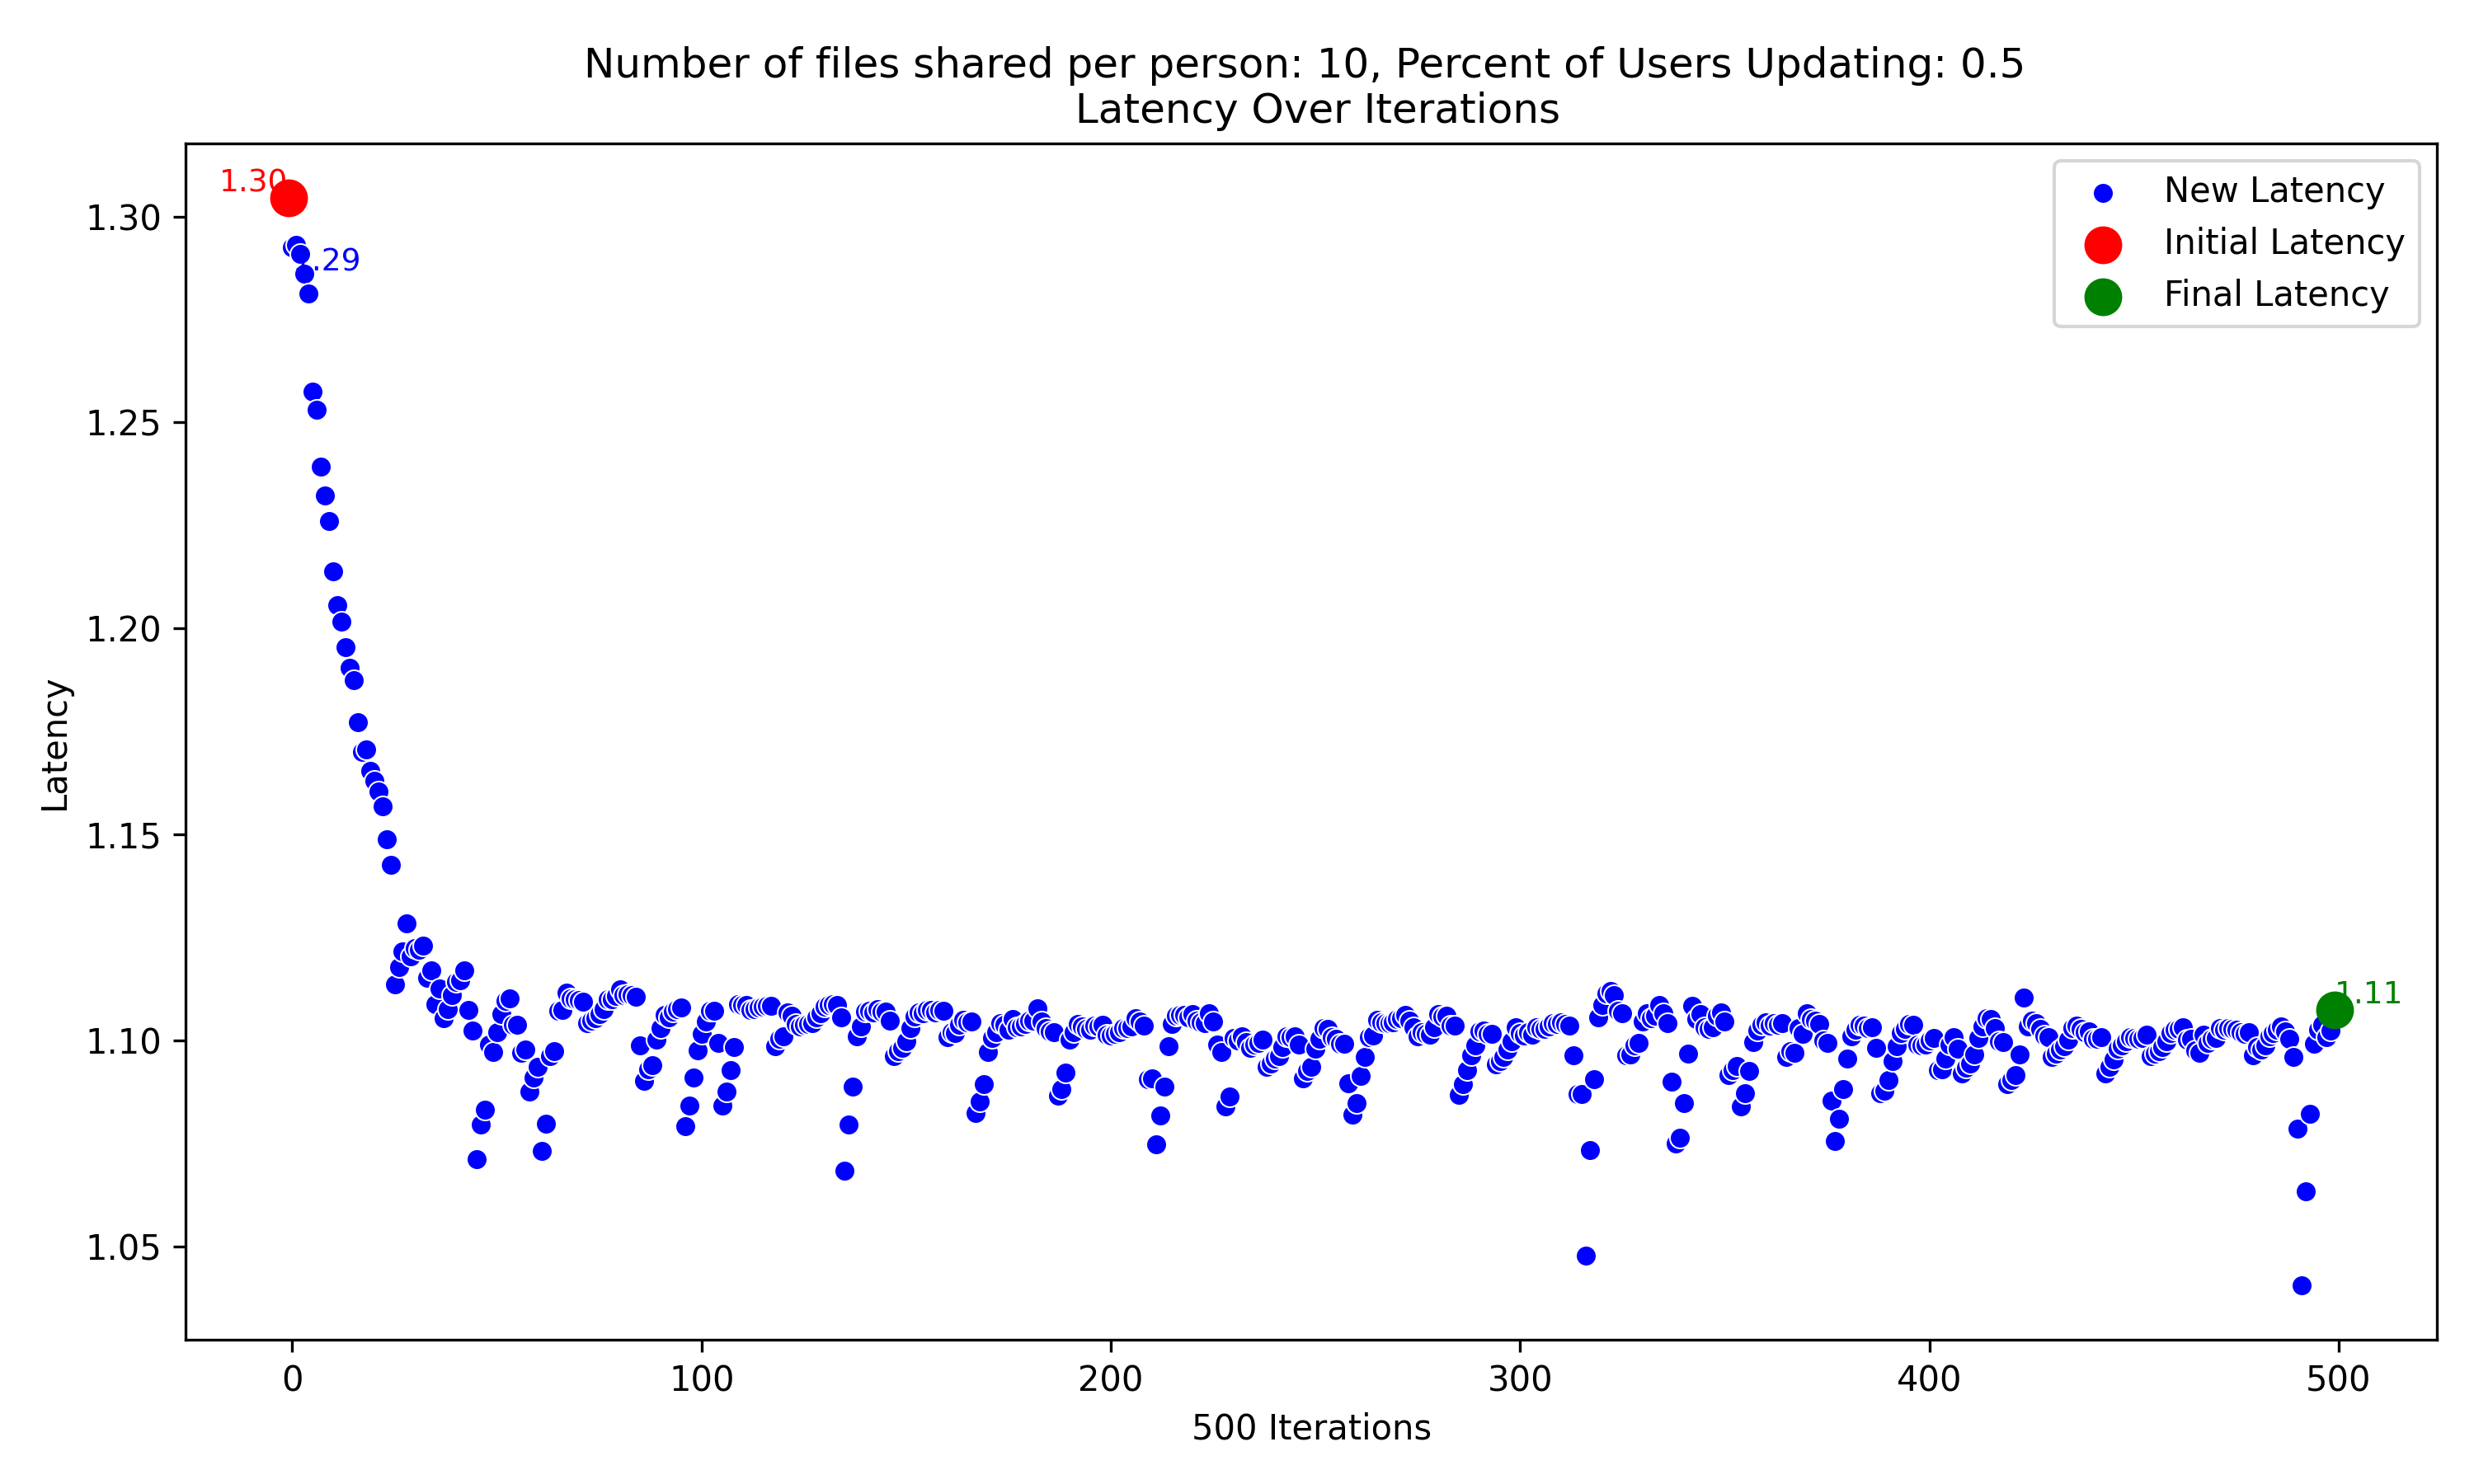 Number of files shared per person: 10, Percent of Users Updating: 0.5
Latency Over Iterations
1.30
.29
New Latency
Initial Latency
Final Latency
1.30
1.25
1.20
1.15
1.10
1.05
Latency
1.11
0
100
200
300
400
500
500 Iterations